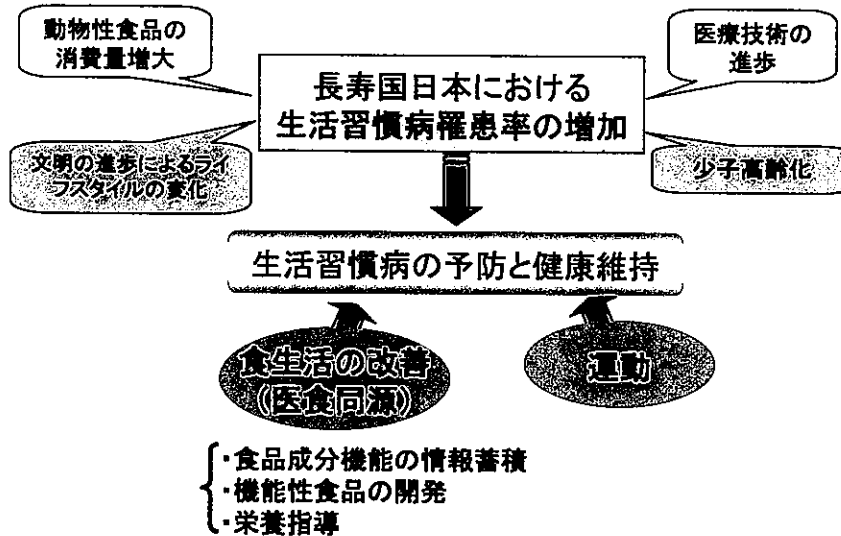 動物性食品の
消費量増大
医療技術の
進歩
長寿国日本における
生活習慣病罹患率の増加
文明の進歩によるライ
フスタイルの変化
少子高齢化
生活習慣病の予防と健康維持
食生活の改善
(医食同源)
運動
・食品成分機能の情報蓄積
・機能性食品の開発
・栄養指導